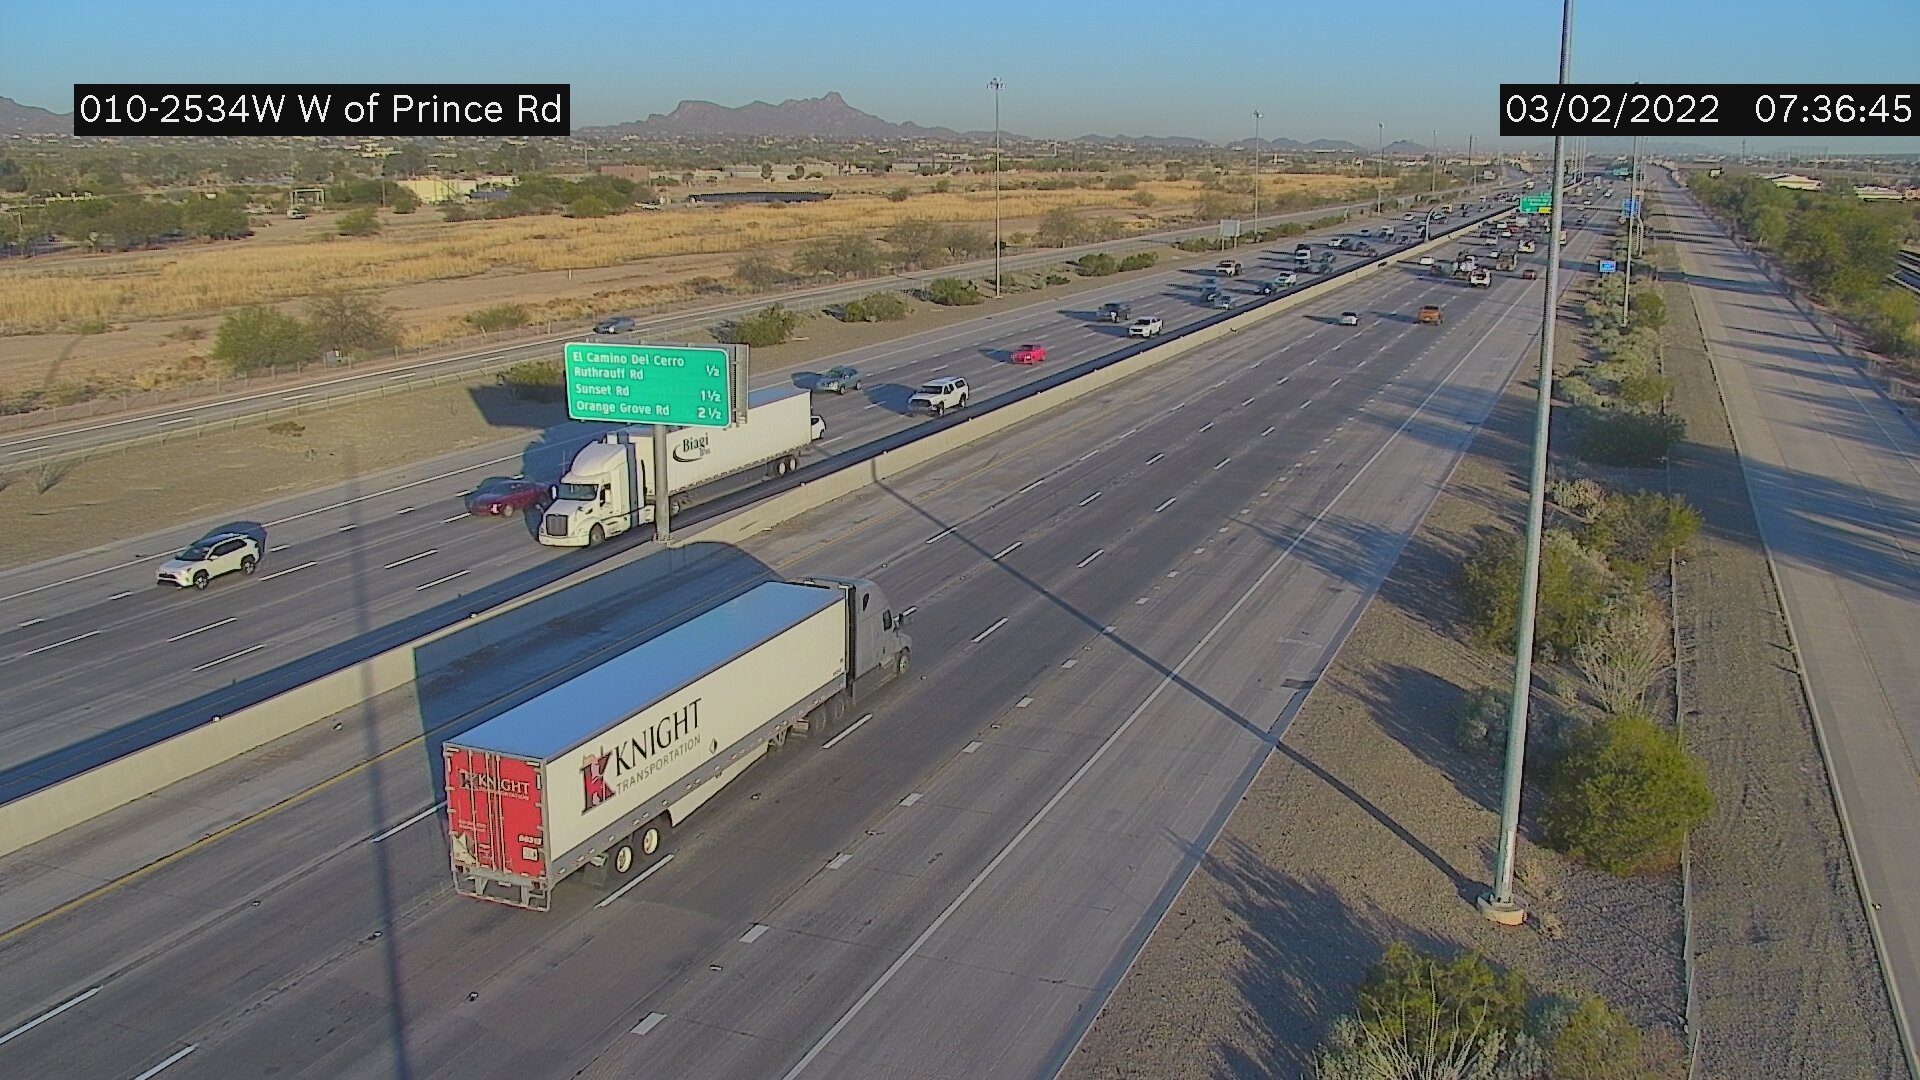 010-2534W W of Prince Rd
03/02/2022 07:36:45
El Camino Del Cerro
Ruthrauff Rd ½
Sunset Rd 1½
Orange Grove Rd 2½
Biagi
KNIGHT
TRANSPORTATION
KNIGHT